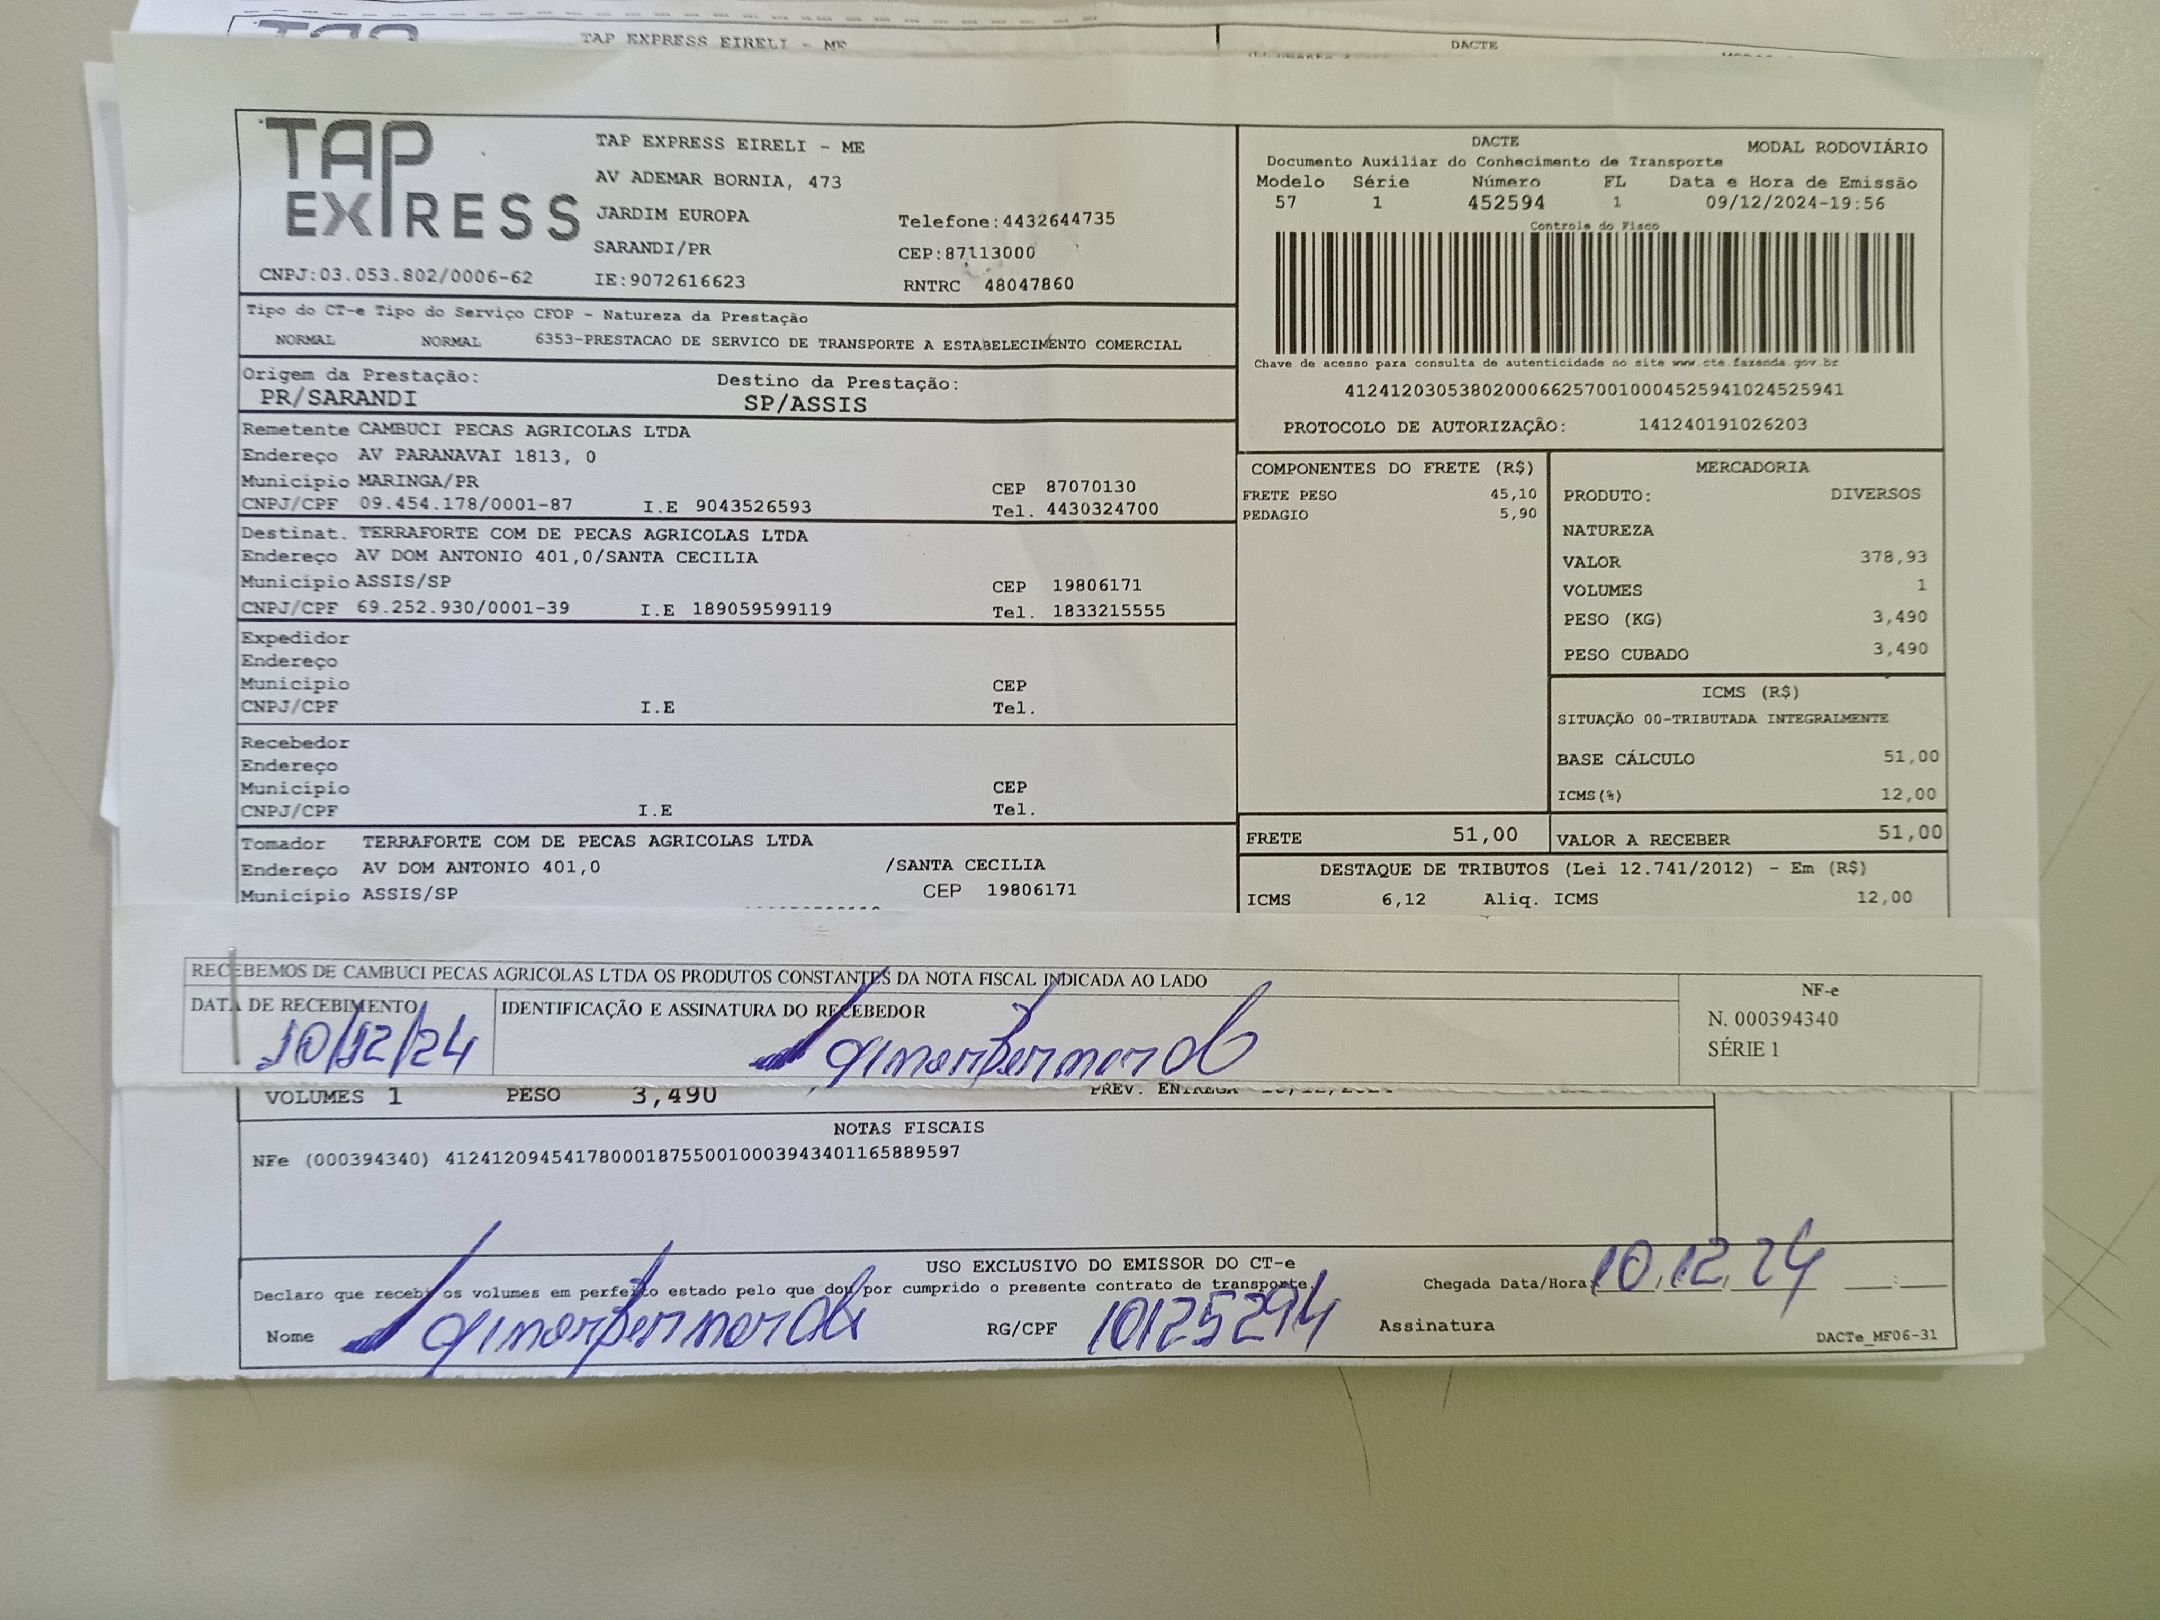 TAP EXPRESS EIRELI - ME
DACTE
TAP
EXPRESS
TAP EXPRESS EIRELI - ME
AV ADEMAR BORNIA, 473
JARDIM EUROPA
Telefone:4432644735
SARANDI/PR
CEP:87113000
CNPJ:03.053.802/0006-62
IE:9072616623
RNTRC 48047860
DACTE
MODAL RODOVIÁRIO
Documento Auxiliar do Conhecimento de Transporte
Modelo Série Número FL Data e Hora de Emissão
57 1 452594 1 09/12/2024-19:56
Controle do Fisco
Chave de acesso para consulta de autenticidade no site www.cte.fazenda.gov.br
41241203053802000662570010004525941024525941
PROTOCOLO DE AUTORIZAÇÃO: 141240191026203
Tipo do CT-e Tipo do Serviço CFOP - Natureza da Prestação
NORMAL NORMAL 6353-PRESTACAO DE SERVICO DE TRANSPORTE A ESTABELECIMENTO COMERCIAL
Origem da Prestação: Destino da Prestação:
PR/SARANDI SP/ASSIS
Remetente CAMBUCI PECAS AGRICOLAS LTDA
Endereço AV PARANAVAI 1813, 0
Município MARINGA/PR CEP 87070130
CNPJ/CPF 09.454.178/0001-87 I.E 9043526593 Tel. 4430324700
Destinat. TERRAFORTE COM DE PECAS AGRICOLAS LTDA
Endereço AV DOM ANTONIO 401,0/SANTA CECILIA
Município ASSIS/SP CEP 19806171
CNPJ/CPF 69.252.930/0001-39 I.E 189059599119 Tel. 1833215555
Expedidor
Endereço
Município CEP
CNPJ/CPF I.E Tel.
Recebedor
Endereço
Município CEP
CNPJ/CPF I.E Tel.
Tomador TERRAFORTE COM DE PECAS AGRICOLAS LTDA
Endereço AV DOM ANTONIO 401,0 /SANTA CECILIA
Município ASSIS/SP CEP 19806171
COMPONENTES DO FRETE (R$)
FRETE PESO 45,10
PEDAGIO 5,90
MERCADORIA
PRODUTO: DIVERSOS
NATUREZA
VALOR 378,93
VOLUMES 1
PESO (KG) 3,490
PESO CUBADO 3,490
ICMS (R$)
SITUAÇÃO 00-TRIBUTADA INTEGRALMENTE
BASE CÁLCULO 51,00
ICMS(%) 12,00
FRETE 51,00 VALOR A RECEBER 51,00
DESTAQUE DE TRIBUTOS (Lei 12.741/2012) - Em (R$)
ICMS 6,12 Aliq. ICMS 12,00
RECEBEMOS DE CAMBUCI PECAS AGRICOLAS LTDA OS PRODUTOS CONSTANTES DA NOTA FISCAL INDICADA AO LADO
DATA DE RECEBIMENTO
10/12/24
IDENTIFICAÇÃO E ASSINATURA DO RECEBEDOR
NF-e
N. 000394340
SÉRIE 1
VOLUMES 1 PESO 3,490 PREV. ENTREGA
NOTAS FISCAIS
NFe (000394340) 41241209454178000187550010003943401165889597
USO EXCLUSIVO DO EMISSOR DO CT-e
Declaro que recebi os volumes em perfeito estado pelo que dou por cumprido o presente contrato de transporte.
Chegada Data/Hora: 10.12.24
Nome
RG/CPF 101252914
Assinatura
DACTe_MF06-31